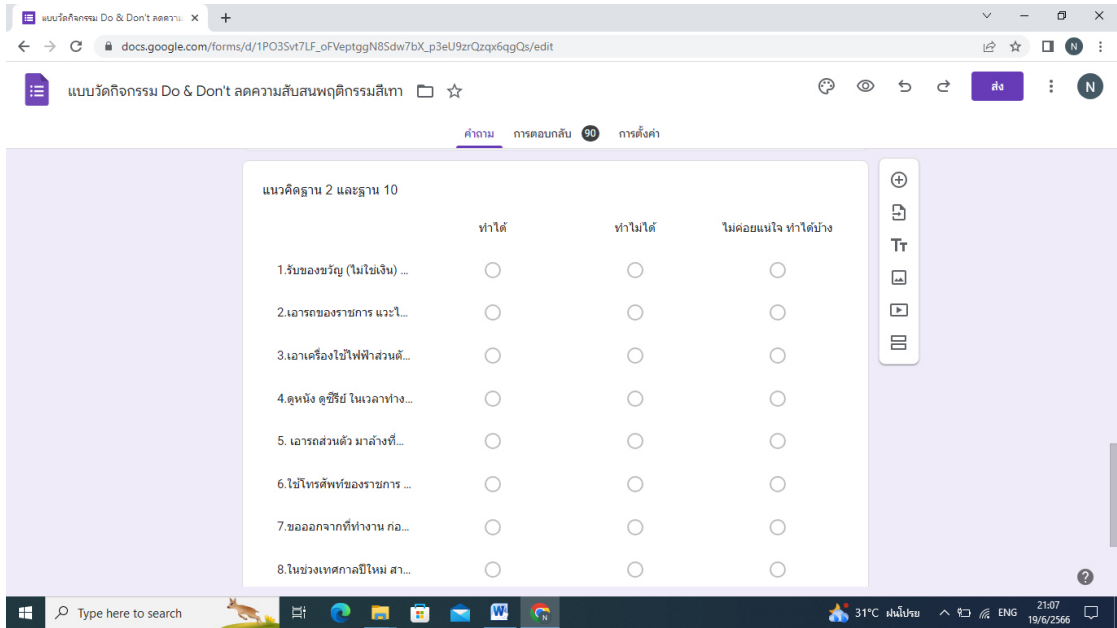 แบบวัดกิจกรรม Do & Don't ลดความ
docs.google.com/forms/d/1PO3Svt7LF_oFVeptggN8Sdw7bX_p3eU9zrQzqx6qgQs/edit
N
แบบวัดกิจกรรม Do & Don't ลดความสับสนพฤติกรรมสีเทา
ส่ง
N
คำถาม การตอบกลับ 90 การตั้งค่า
แนวคิดฐาน 2 และฐาน 10
ทำได้ ทำไม่ได้ ไม่ค่อยแน่ใจ ทำได้บ้าง
1.รับของขวัญ (ไม่ใช่เงิน) ...
2.เอารถของราชการ แวะไ...
3.เอาเครื่องใช้ไฟฟ้าส่วนตั...
4.ดูหนัง ดูซีรีย์ ในเวลาทำง...
5. เอารถส่วนตัว มาล้างที่...
6.ใช้โทรศัพท์ของราชการ ...
7.ขอออกจากที่ทำงาน ก่อ...
8.ในช่วงเทศกาลปีใหม่ สา...
Type here to search
31°C ฝนโปรย ENG 21:07
19/6/2566